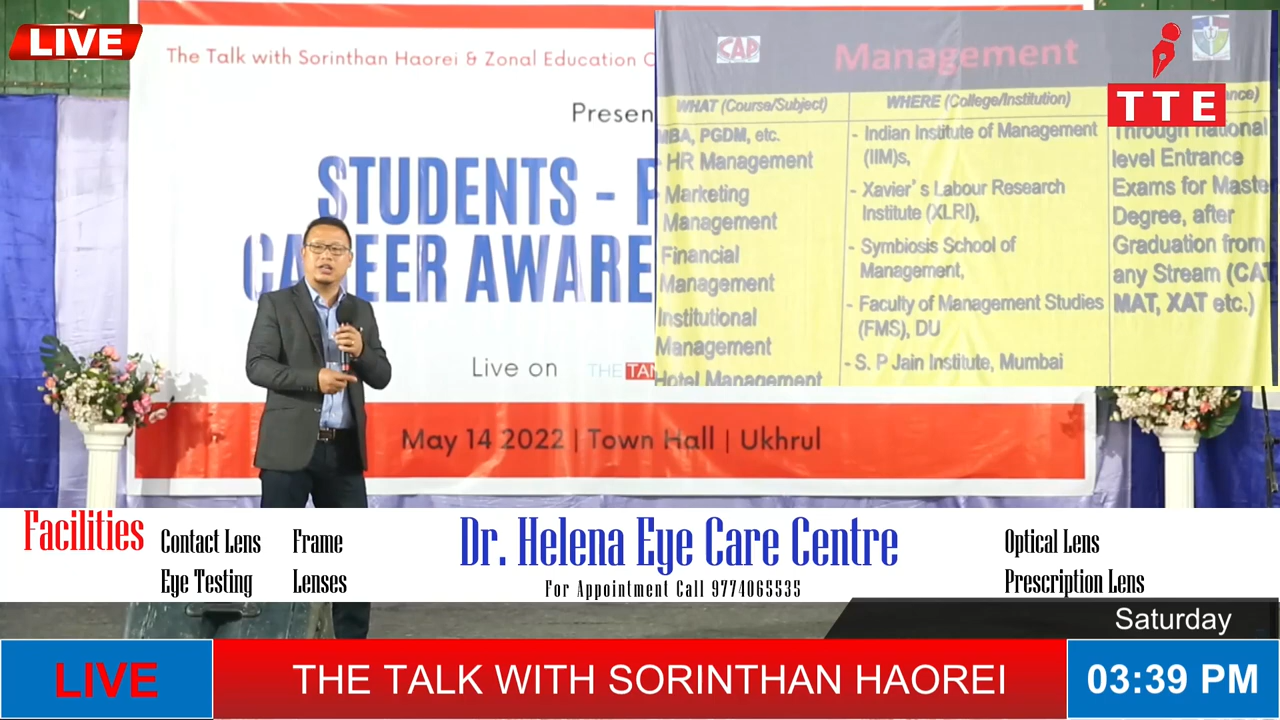 LIVE
The Talk with Sorinthan Haorei & Zonal Education
Presen
STUDENTS -
CAREER AWARE
Live on THE TAN
May 14 2022 | Town Hall | Ukhrul
CAP
Management
TTE
WHAT (Course/Subject)
MBA, PGDM, etc.
HR Management
Marketing
Management
Financial
Management
Institutional
Management
Hotel Management
WHERE (College/Institution)
- Indian Institute of Management
(IIM)s,
- Xavier's Labour Research
Institute (XLRI),
- Symbiosis School of
Management,
- Faculty of Management Studies
(FMS), DU
- S. P Jain Institute, Mumbai
nce)
Through national
level Entrance
Exams for Maste
Degree, after
Graduation from
any Stream (CAT
MAT, XAT etc.)
Facilities
Contact Lens Frame
Eye Testing Lenses
Dr. Helena Eye Care Centre
For Appointment Call 9774065535
Optical Lens
Prescription Lens
Saturday
LIVE
THE TALK WITH SORINTHAN HAOREI
03:39 PM